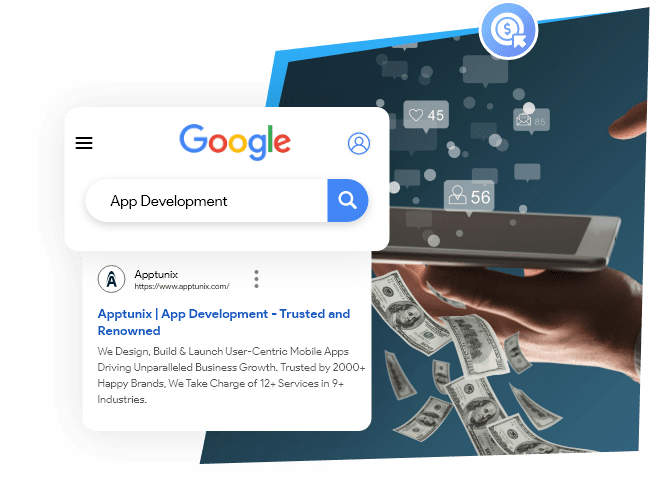 Google
App Development
Apptunix
https://www.apptunix.com/
Apptunix | App Development - Trusted and
Renowned
We Design, Build & Launch User-Centric Mobile Apps
Driving Unparalleled Business Growth. Trusted by 2000+
Happy Brands, We Take Charge of 12+ Services in 9+
Industries.
$
45
85
56